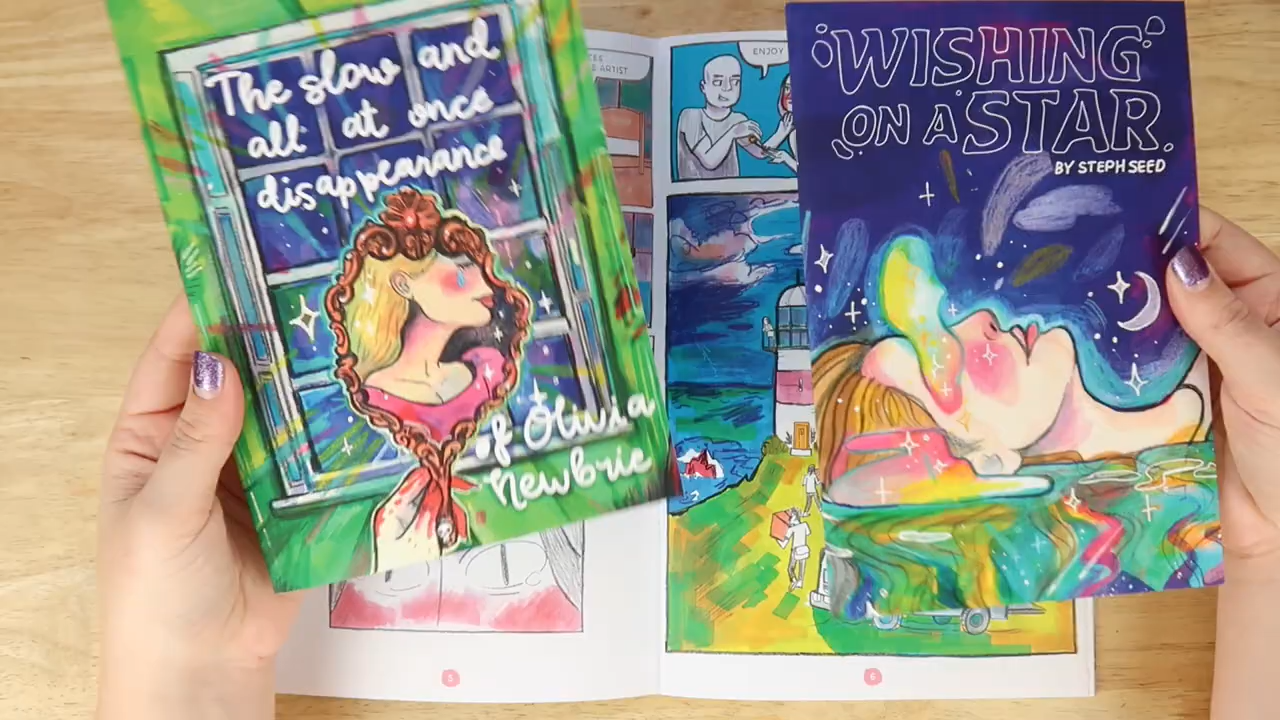 The slow and
all at once
disappearance
of Olivia
Newbrie
WISHING
ON A STAR
BY STEPH SEED
ARTIST
ENJOY
5
6